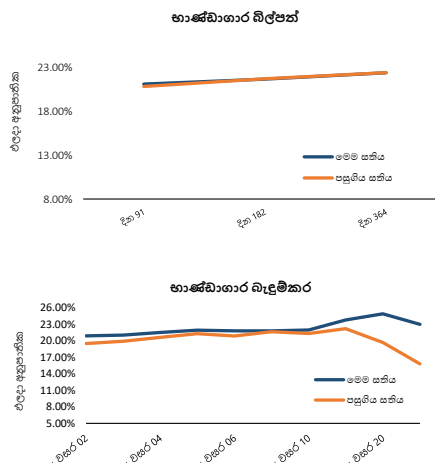 භාණ්ඩාගාර බිල්පත්
ඵලදා අනුපාතික
23.00%
18.00%
13.00%
8.00%
මෙම සතිය
පසුගිය සතිය
දින 91
දින 182
දින 364
භාණ්ඩාගාර බැඳුම්කර
ඵලදා අනුපාතික
26.00%
23.00%
20.00%
17.00%
14.00%
11.00%
8.00%
5.00%
මෙම සතිය
පසුගිය සතිය
වසර 02
වසර 04
වසර 06
වසර 10
වසර 20